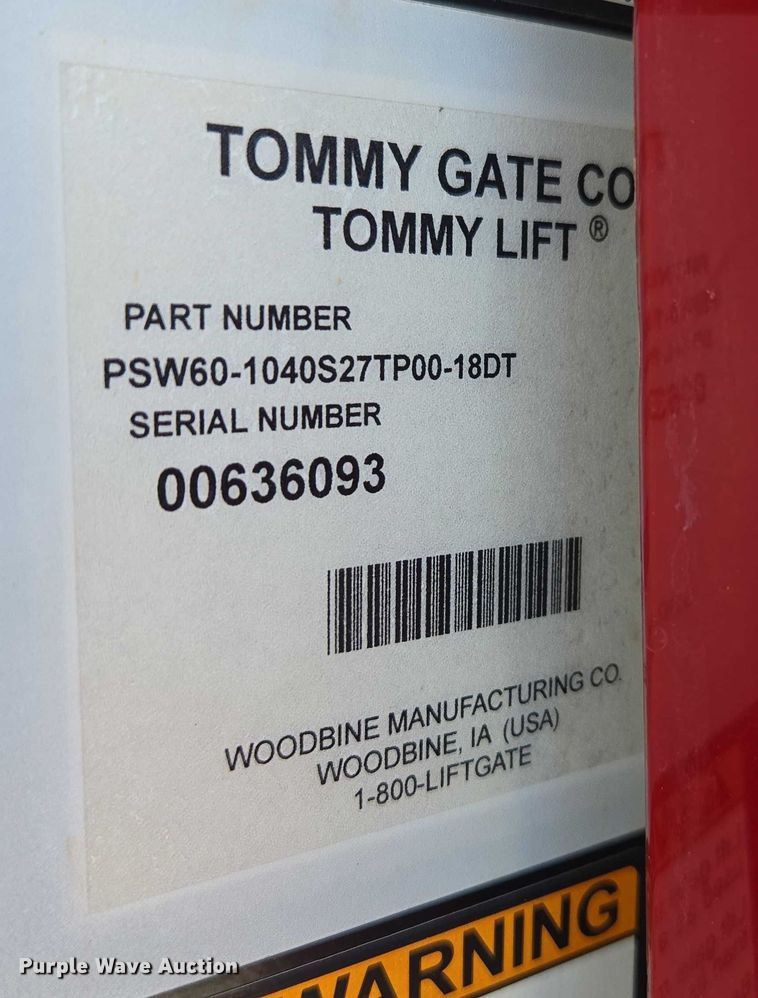 TOMMY GATE CO
TOMMY LIFT ®
PART NUMBER
PSW60-1040S27TP00-18DT
SERIAL NUMBER
00636093
WOODBINE MANUFACTURING CO.
WOODBINE, IA (USA)
1-800-LIFTGATE
WARNING
Purple Wave Auction